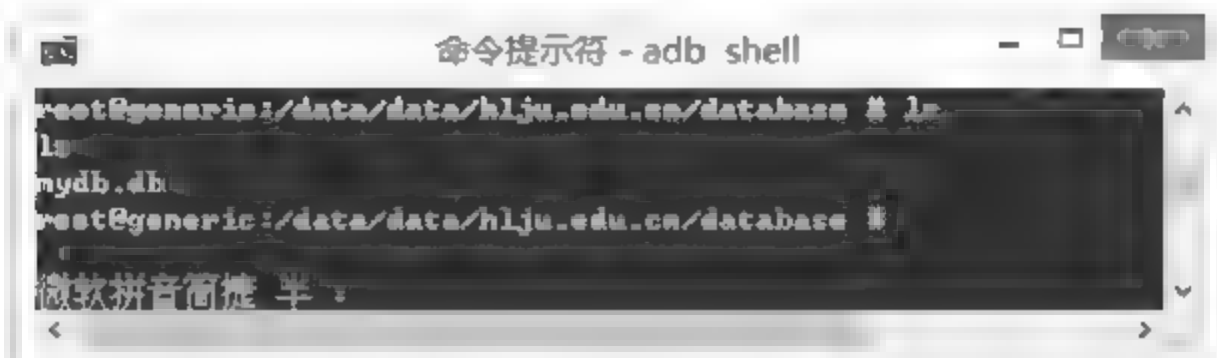 命令提示符 - adb shell
root@generic:/data/data/hlju.edu.cn/database # ls
ls
mydb.db
root@generic:/data/data/hlju.edu.cn/database #
微软拼音简捷 半 :